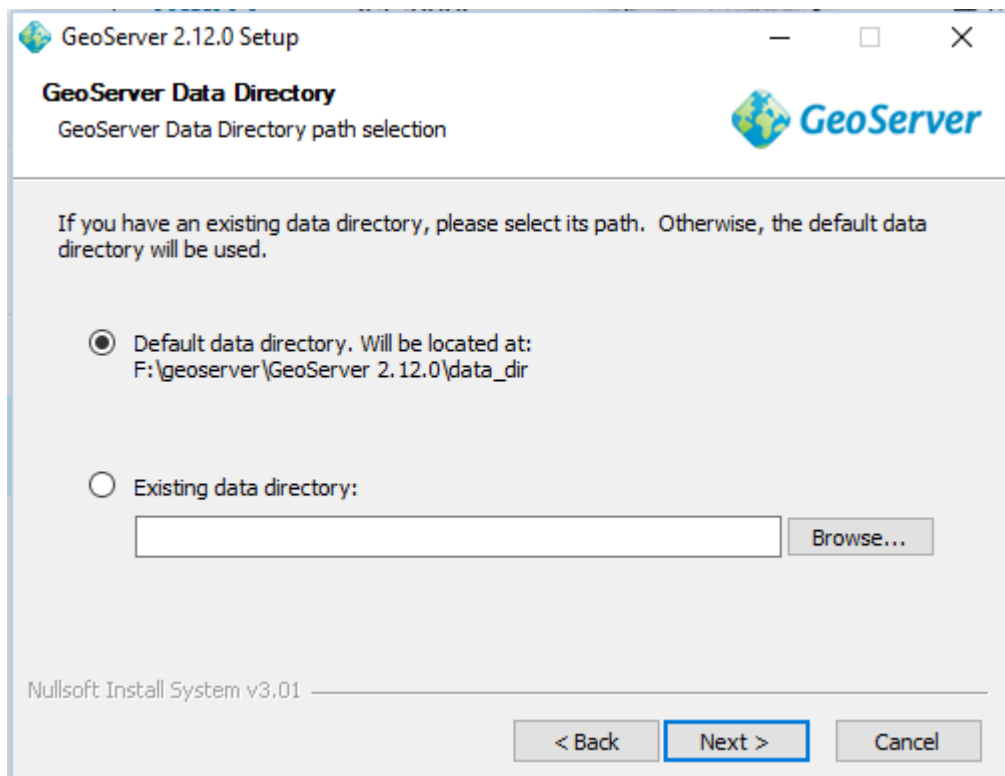 GeoServer 2.12.0 Setup
GeoServer Data Directory
GeoServer Data Directory path selection
GeoServer
If you have an existing data directory, please select its path.  Otherwise, the default data
directory will be used.
Default data directory. Will be located at:
F:\geoserver\GeoServer 2.12.0\data_dir
Existing data directory:
Browse...
Nullsoft Install System v3.01
< Back
Next >
Cancel